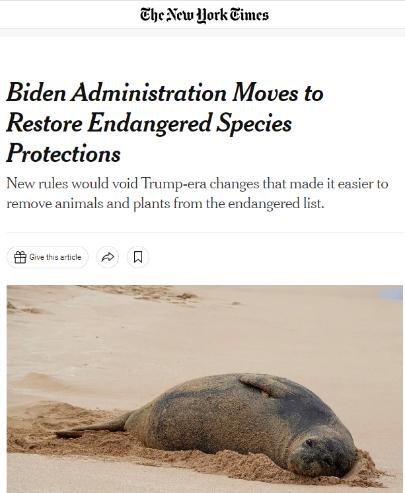 The New York Times
Biden Administration Moves to
Restore Endangered Species
Protections
New rules would void Trump-era changes that made it easier to
remove animals and plants from the endangered list.
Give this article